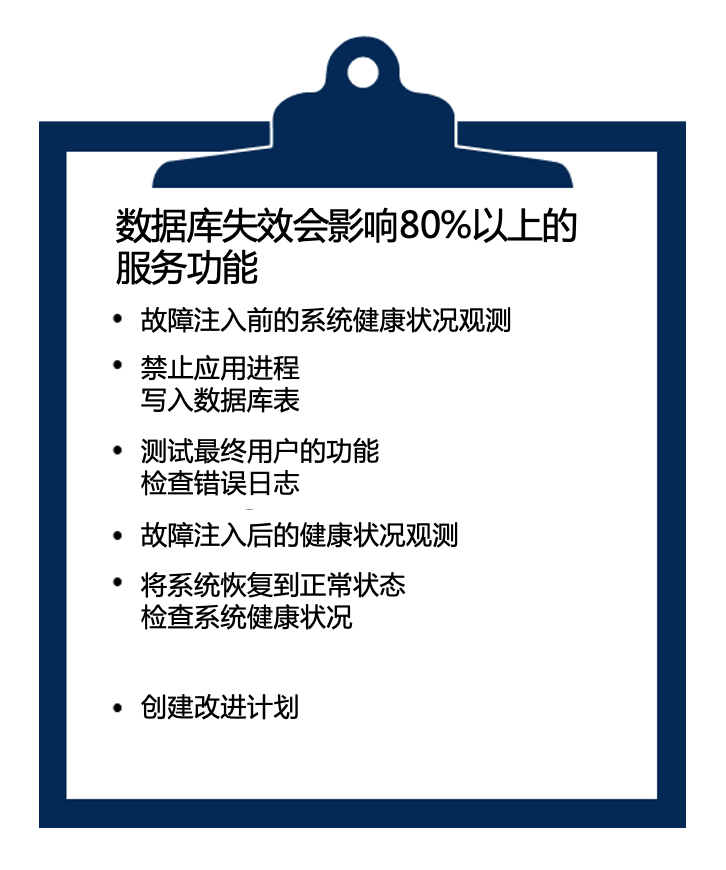 数据库失效会影响80%以上的
服务功能
• 故障注入前的系统健康状况观测
• 禁止应用进程
写入数据库表
• 测试最终用户的功能
检查错误日志
• 故障注入后的健康状况观测
• 将系统恢复到正常状态
检查系统健康状况
• 创建改进计划